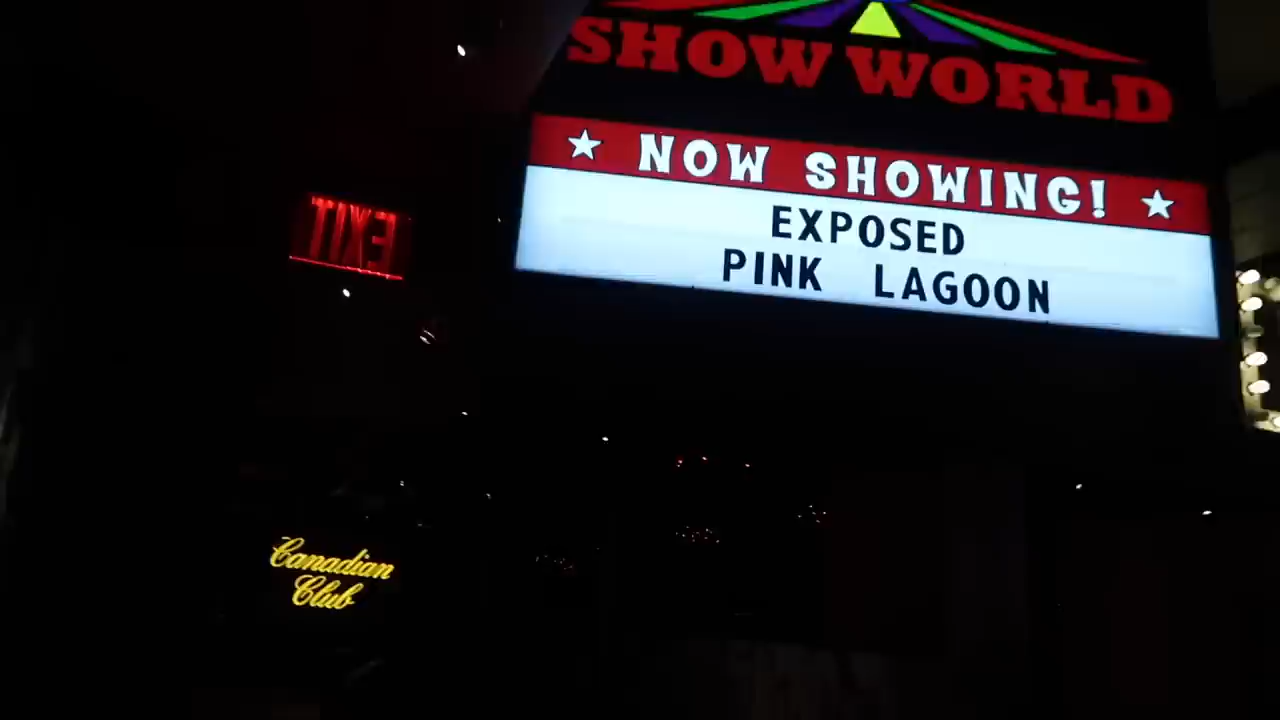 SHOW WORLD
NOW SHOWING!
EXPOSED
PINK LAGOON
EXIT
Canadian
Club